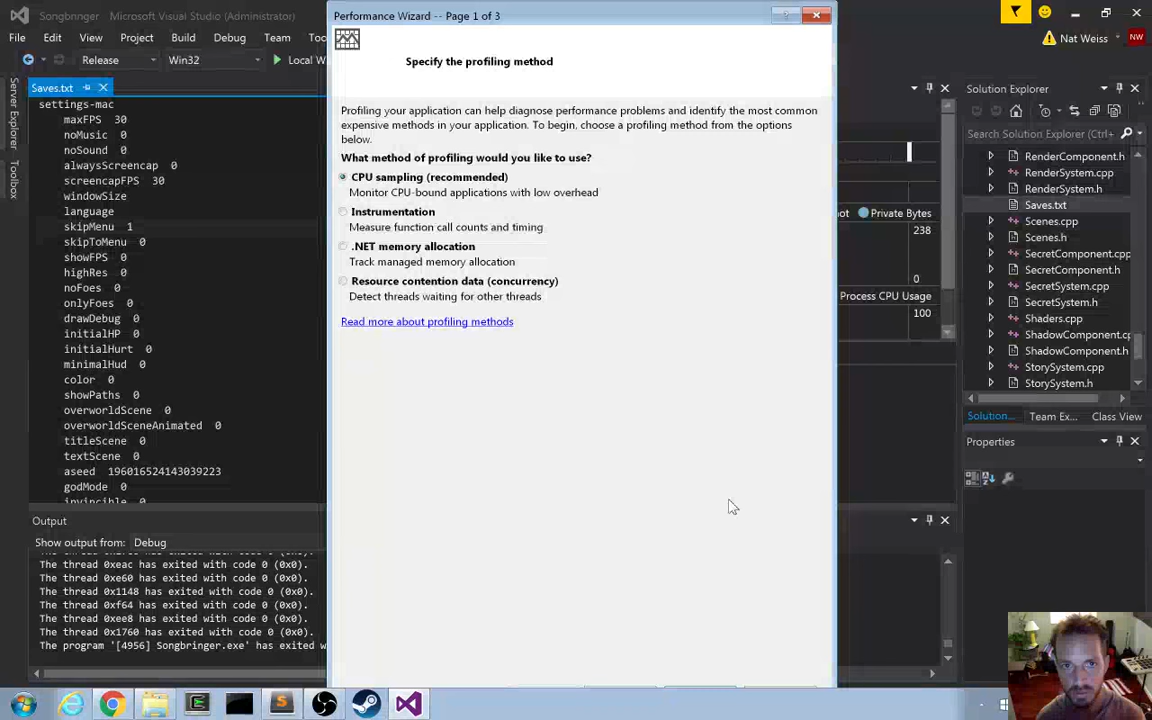 Songbringer - Microsoft Visual Studio (Administrator)
Performance Wizard -- Page 1 of 3
File Edit View Project Build Debug Team
Nat Weiss NW
Release Win32 Local W
Specify the profiling method
Saves.txt
Server Explorer
Toolbox
settings-mac
maxFPS 30
noMusic 0
noSound 0
alwaysScreencap 0
screencapFPS 30
windowSize
language
skipMenu 1
skipToMenu 0
showFPS 0
highRes 0
noFoes 0
onlyFoes 0
drawDebug 0
initialHP 0
initialHurt 0
minimalHud 0
color 0
showPaths 0
overworldScene 0
overworldSceneAnimated 0
titleScene 0
textScene 0
aseed 196016524143039223
godMode 0
invincible 0
Profiling your application can help diagnose performance problems and identify the most common
expensive methods in your application. To begin, choose a profiling method from the options
below.
What method of profiling would you like to use?
CPU sampling (recommended)
Monitor CPU-bound applications with low overhead
Instrumentation
Measure function call counts and timing
.NET memory allocation
Track managed memory allocation
Resource contention data (concurrency)
Detect threads waiting for other threads
Read more about profiling methods
not Private Bytes
238
0
Process CPU Usage
100
Solution Explorer
Search Solution Explorer (Ctrl+
RenderComponent.h
RenderSystem.cpp
RenderSystem.h
Saves.txt
Scenes.cpp
Scenes.h
SecretComponent.cpp
SecretComponent.h
SecretSystem.cpp
SecretSystem.h
Shaders.cpp
ShadowComponent.cp
ShadowComponent.h
StorySystem.cpp
StorySystem.h
Solution... Team Ex... Class View
Properties
Output
Show output from: Debug
The thread 0xeac has exited with code 0 (0x0).
The thread 0xe60 has exited with code 0 (0x0).
The thread 0x1148 has exited with code 0 (0x0).
The thread 0xf64 has exited with code 0 (0x0).
The thread 0xee8 has exited with code 0 (0x0).
The thread 0x1760 has exited with code 0 (0x0).
The program '[4956] Songbringer.exe' has exited w